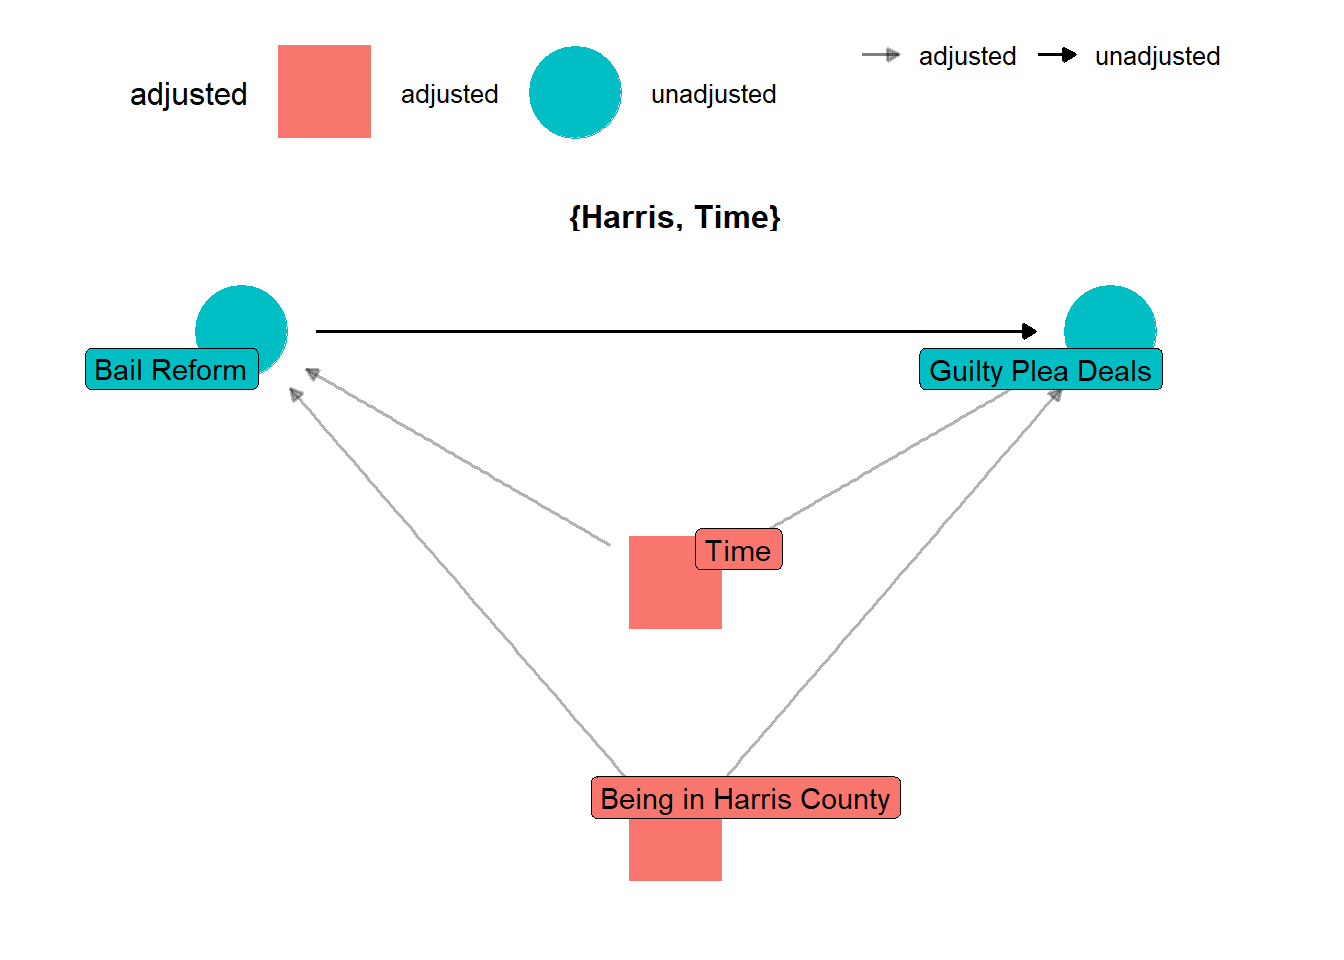 adjusted
adjusted
unadjusted
adjusted
unadjusted
{Harris, Time}
Bail Reform
Guilty Plea Deals
Time
Being in Harris County